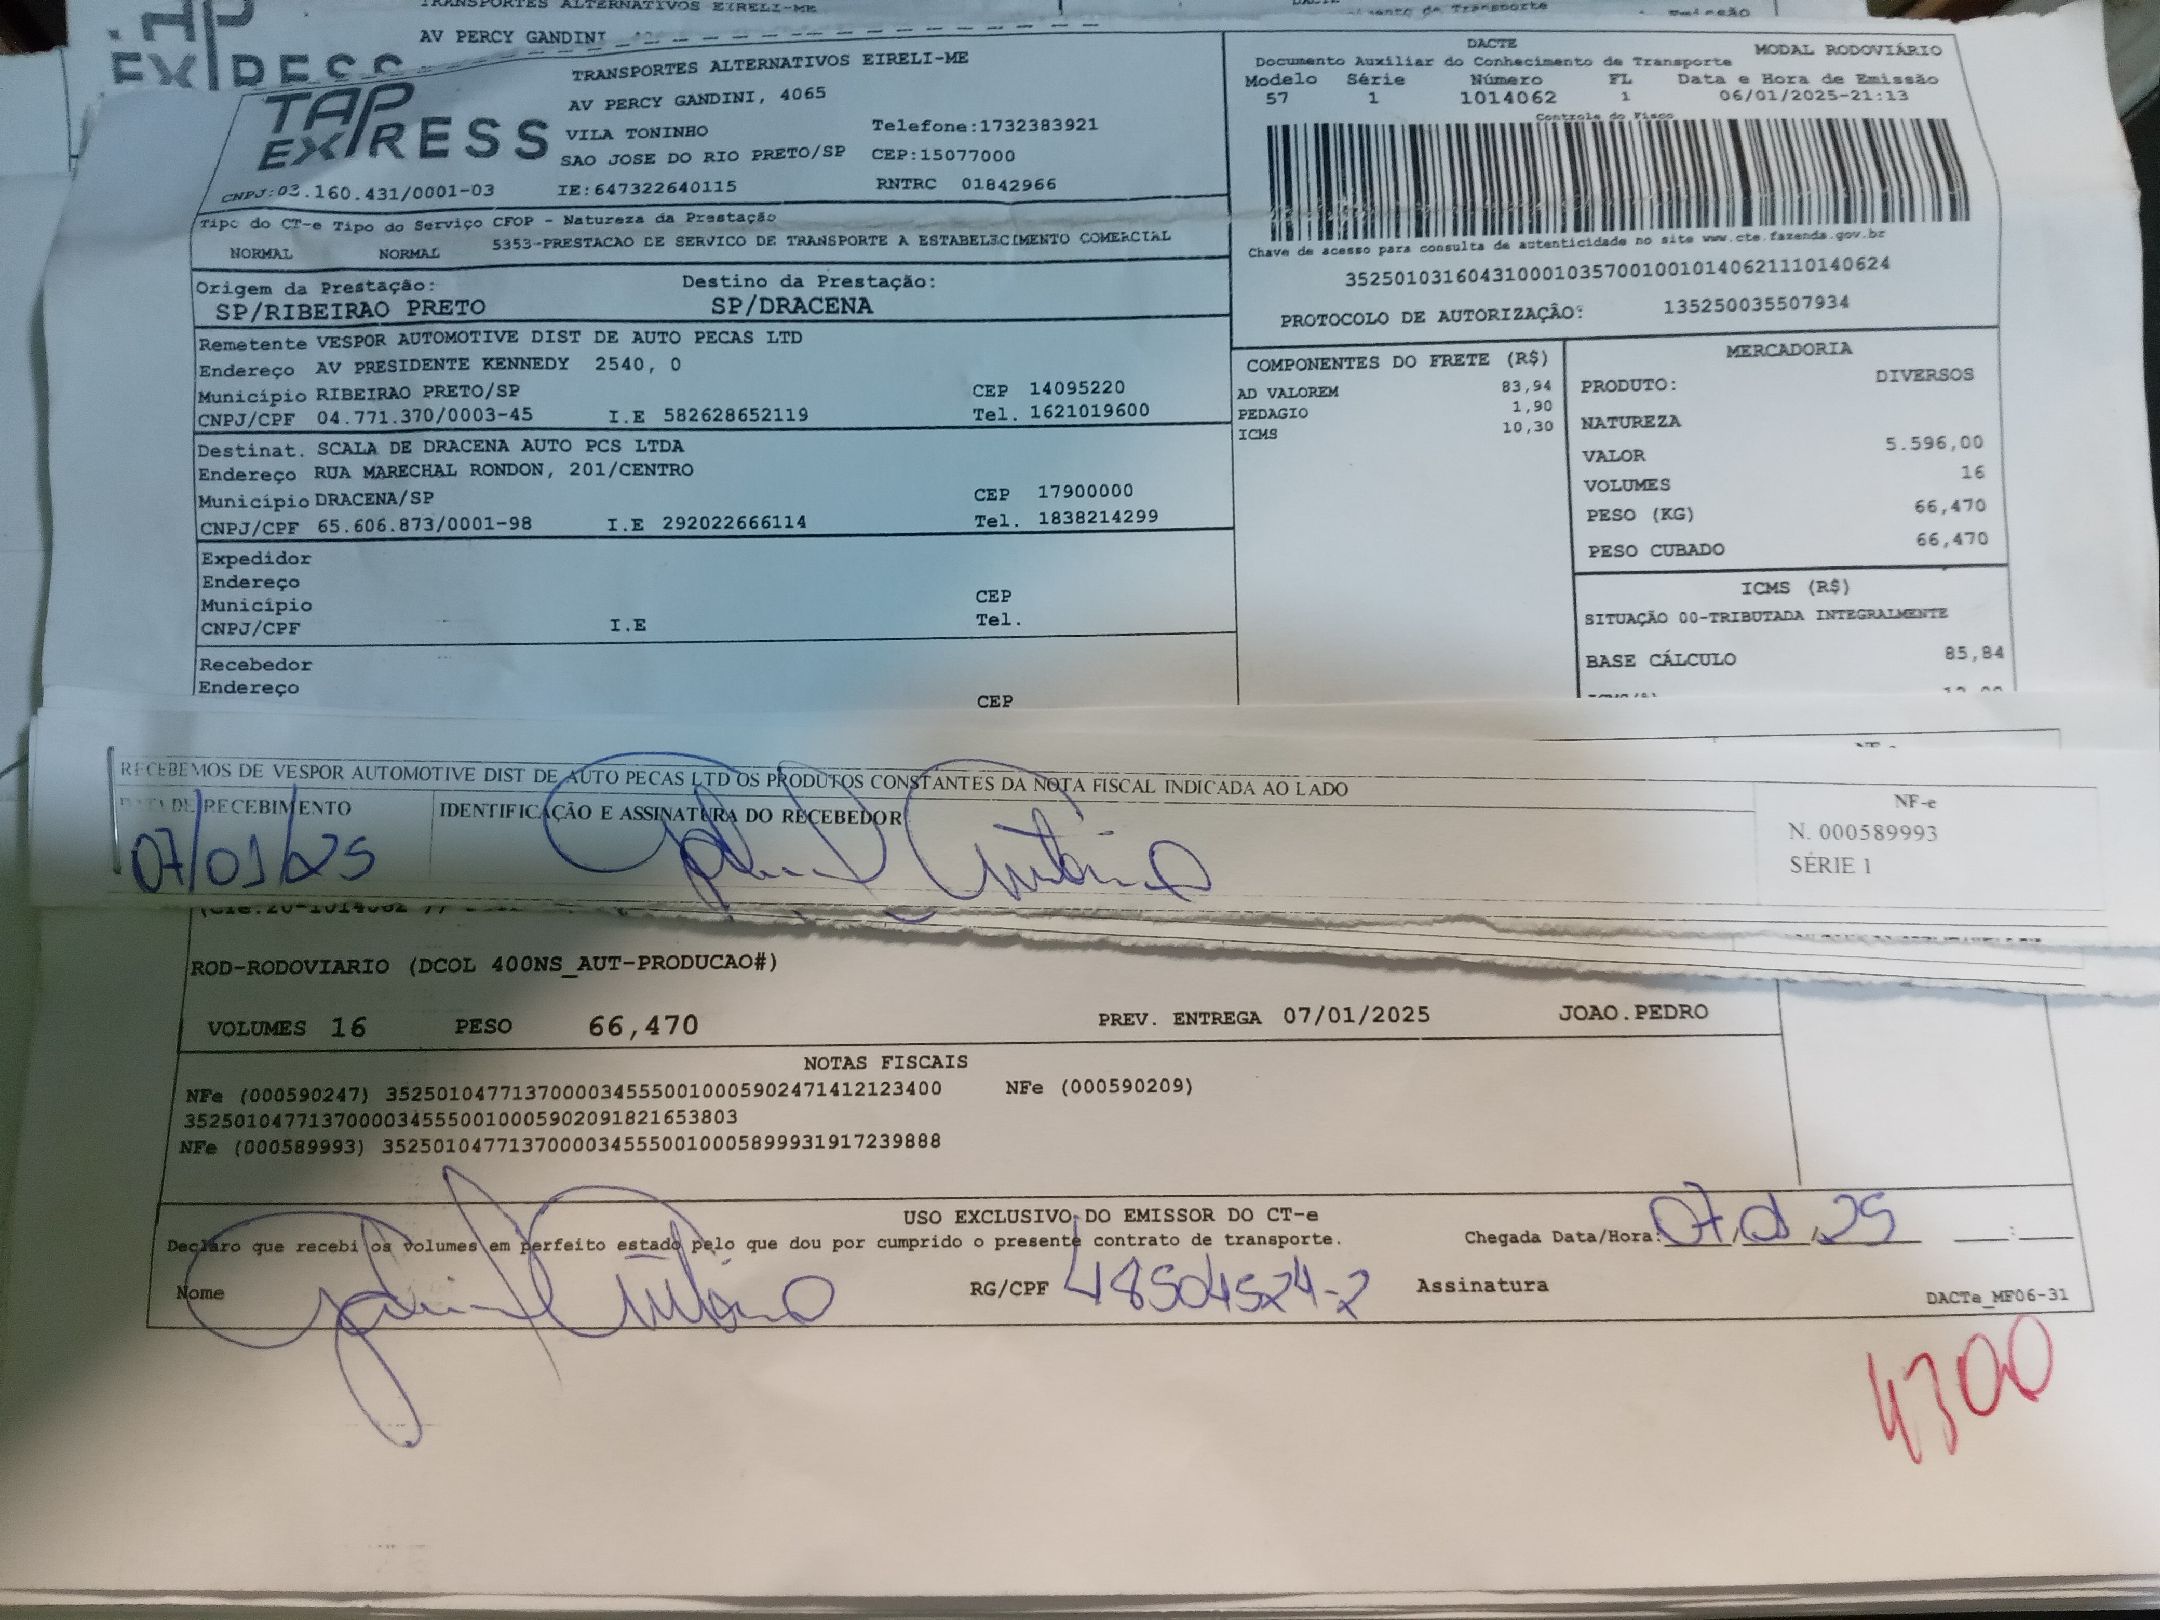 TRANSPORTES ALTERNATIVOS EIRELI-ME
AV PERCY GANDINI
TAP EXPRESS
TRANSPORTES ALTERNATIVOS EIRELI-ME
AV PERCY GANDINI, 4065
VILA TONINHO Telefone:1732383921
SAO JOSE DO RIO PRETO/SP CEP:15077000
CNPJ:03.160.431/0001-03 IE:647322640115 RNTRC 01842966
DACTE MODAL RODOVIÁRIO
Documento Auxiliar do Conhecimento de Transporte
Modelo Série Número FL Data e Hora de Emissão
57 1 1014062 1 06/01/2025-21:13
Controle do Fisco
Chave de acesso para consulta de autenticidade no site www.cte.fazenda.gov.br
35250103160431000103570010010140621110140624
PROTOCOLO DE AUTORIZAÇÃO: 135250035507934
Tipo do CT-e Tipo do Serviço CFOP - Natureza da Prestação
NORMAL NORMAL 5353-PRESTACAO DE SERVICO DE TRANSPORTE A ESTABELECIMENTO COMERCIAL
Origem da Prestação: Destino da Prestação:
SP/RIBEIRAO PRETO SP/DRACENA
Remetente VESPOR AUTOMOTIVE DIST DE AUTO PECAS LTD
Endereço AV PRESIDENTE KENNEDY 2540, 0
Município RIBEIRAO PRETO/SP CEP 14095220
CNPJ/CPF 04.771.370/0003-45 I.E 582628652119 Tel. 1621019600
Destinat. SCALA DE DRACENA AUTO PCS LTDA
Endereço RUA MARECHAL RONDON, 201/CENTRO
Município DRACENA/SP CEP 17900000
CNPJ/CPF 65.606.873/0001-98 I.E 292022666114 Tel. 1838214299
Expedidor
Endereço
Município CEP
CNPJ/CPF I.E Tel.
Recebedor
Endereço
CEP
COMPONENTES DO FRETE (R$)
AD VALOREM 83,94
PEDAGIO 1,90
ICMS 10,30
MERCADORIA
PRODUTO: DIVERSOS
NATUREZA
VALOR 5.596,00
VOLUMES 16
PESO (KG) 66,470
PESO CUBADO 66,470
ICMS (R$)
SITUAÇÃO 00-TRIBUTADA INTEGRALMENTE
BASE CÁLCULO 85,84
RECEBEMOS DE VESPOR AUTOMOTIVE DIST DE AUTO PECAS LTD OS PRODUTOS CONSTANTES DA NOTA FISCAL INDICADA AO LADO
DATA DE RECEBIMENTO IDENTIFICAÇÃO E ASSINATURA DO RECEBEDOR
07/01/25
NF-e
N. 000589993
SÉRIE 1
ROD-RODOVIARIO (DCOL 400NS_AUT-PRODUCAO#)
VOLUMES 16 PESO 66,470 PREV. ENTREGA 07/01/2025 JOAO.PEDRO
NOTAS FISCAIS
NFe (000590247) 35250104771370000345550010005902471412123400 NFe (000590209)
35250104771370000345550010005902091821653803
NFe (000589993) 35250104771370000345550010005899931917239888
USO EXCLUSIVO DO EMISSOR DO CT-e
Declaro que recebi os volumes em perfeito estado pelo que dou por cumprido o presente contrato de transporte. Chegada Data/Hora: 07/01/25 :
Nome RG/CPF 48504524-2 Assinatura
DACTe_MF06-31
4300